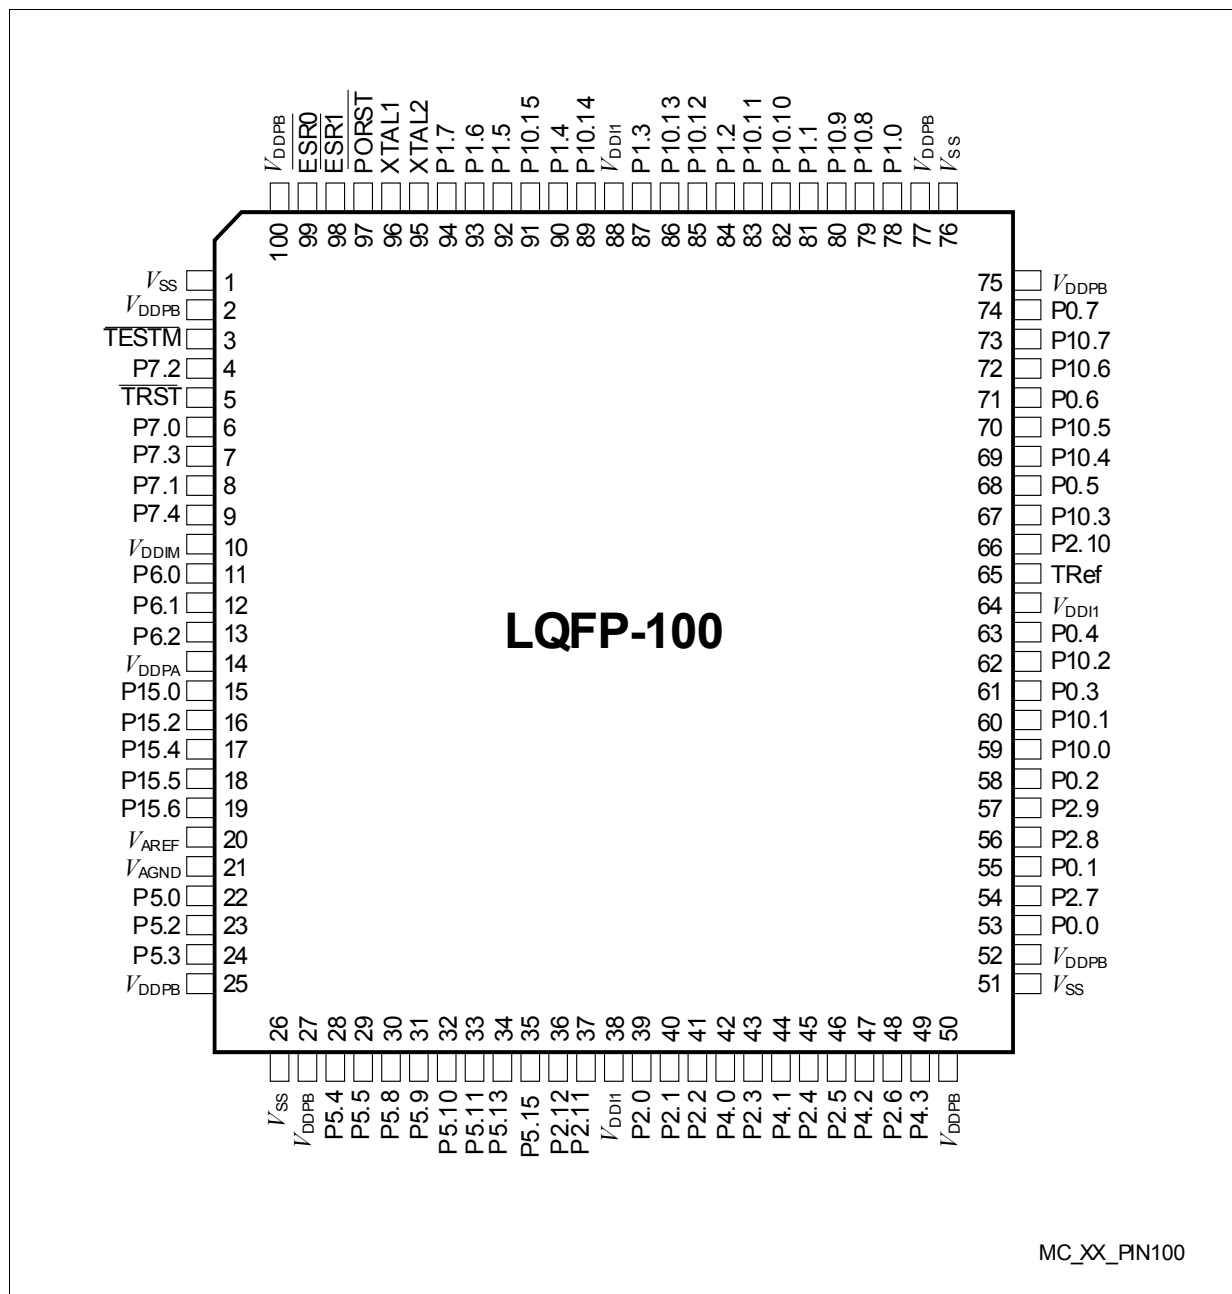 VDDPB
ESR0
ESR1
PORST
XTAL1
XTAL2
P1.7
P1.6
P1.5
P10.15
P1.4
P10.14
VDDI1
P1.3
P10.13
P10.12
P1.2
P10.11
P10.10
P1.1
P10.9
P10.8
P1.0
VDDPB
VSS
100
99
98
97
96
95
94
93
92
91
90
89
88
87
86
85
84
83
82
81
80
79
78
77
76
VSS 1
VDDPB 2
TESTM 3
P7.2 4
TRST 5
P7.0 6
P7.3 7
P7.1 8
P7.4 9
VDDIM 10
P6.0 11
P6.1 12
P6.2 13
VDDPA 14
P15.0 15
P15.2 16
P15.4 17
P15.5 18
P15.6 19
VAREF 20
VAGND 21
P5.0 22
P5.2 23
P5.3 24
VDDPB 25
LQFP-100
75 VDDPB
74 P0.7
73 P10.7
72 P10.6
71 P0.6
70 P10.5
69 P10.4
68 P0.5
67 P10.3
66 P2.10
65 TRef
64 VDDI1
63 P0.4
62 P10.2
61 P0.3
60 P10.1
59 P10.0
58 P0.2
57 P2.9
56 P2.8
55 P0.1
54 P2.7
53 P0.0
52 VDDPB
51 VSS
26
27
28
29
30
31
32
33
34
35
36
37
38
39
40
41
42
43
44
45
46
47
48
49
50
VSS
VDDPB
P5.4
P5.5
P5.8
P5.9
P5.10
P5.11
P5.13
P5.15
P2.12
P2.11
VDDI1
P2.0
P2.1
P2.2
P4.0
P2.3
P4.1
P2.4
P2.5
P4.2
P2.6
P4.3
VDDPB
MC_XX_PIN100